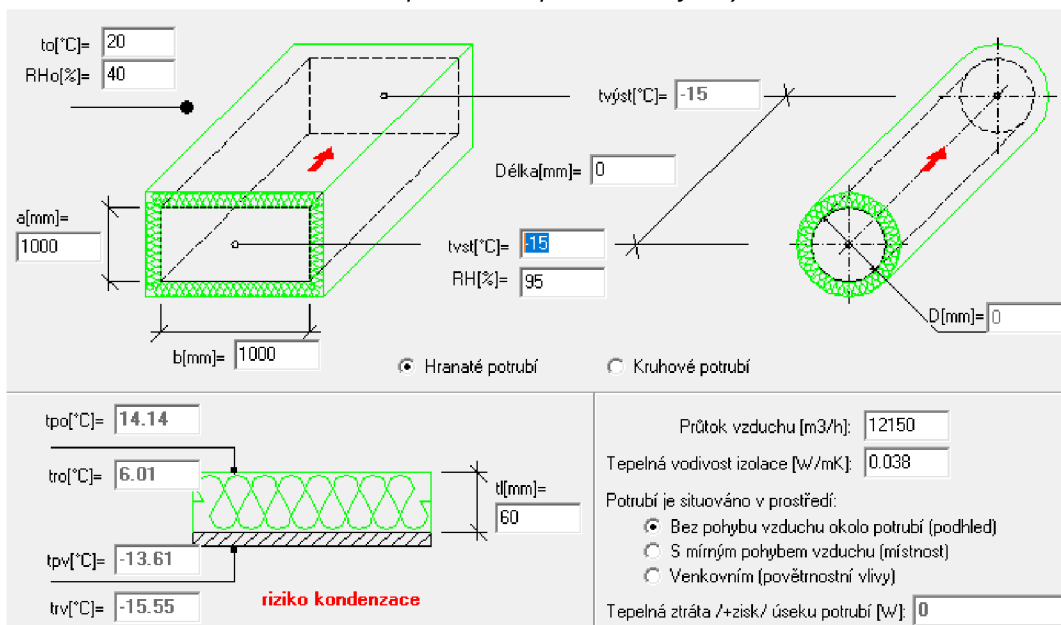 to[°C]= 20
RHo[%]= 40
tvýst[°C]= -15
Délka[mm]= 0
a[mm]=
1000
tvst[°C]= -15
RH[%]= 95
D[mm]= 0
b[mm]= 1000
Hranaté potrubí
Kruhové potrubí
tpo[°C]= 14.14
tro[°C]= 6.01
tl[mm]=
60
tpv[°C]= -13.61
trv[°C]= -15.55
riziko kondenzace
Průtok vzduchu [m3/h]: 12150
Tepelná vodivost izolace [W/mK]: 0.038
Potrubí je situováno v prostředí:
Bez pohybu vzduchu okolo potrubí (podhled)
S mírným pohybem vzduchu (místnost)
Venkovním (povětrnostní vlivy)
Tepelná ztráta /+zisk/ úseku potrubí [W]: 0